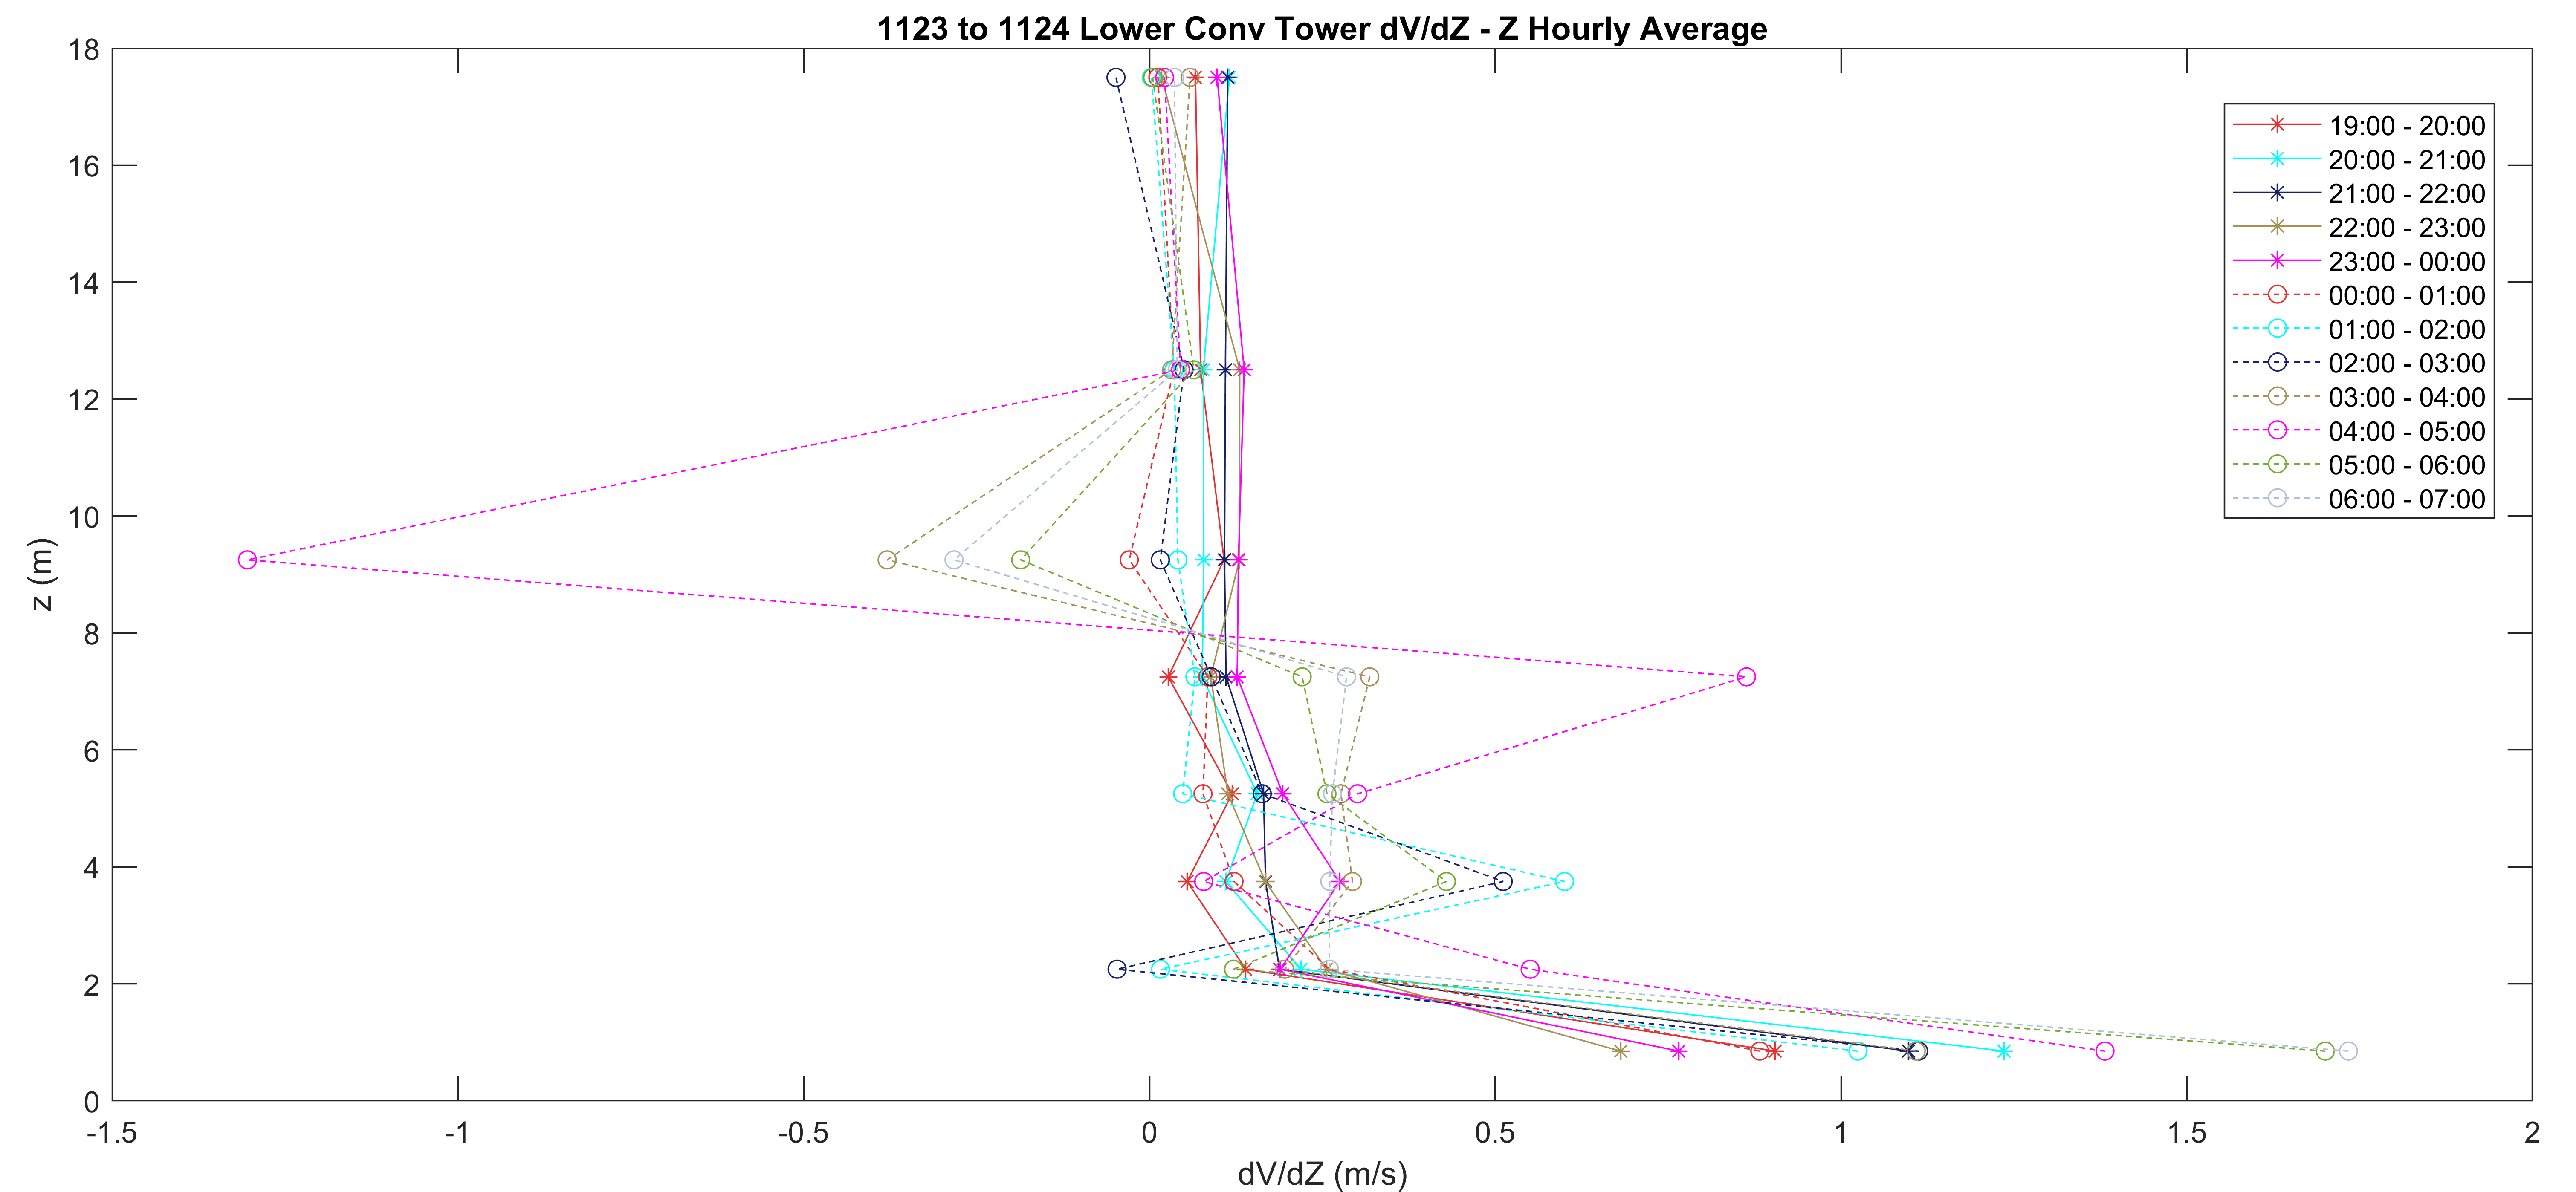 1123 to 1124 Lower Conv Tower dV/dZ - Z Hourly Average
18
16
14
12
10
8
6
4
2
0
z (m)
19:00 - 20:00
20:00 - 21:00
21:00 - 22:00
22:00 - 23:00
23:00 - 00:00
00:00 - 01:00
01:00 - 02:00
02:00 - 03:00
03:00 - 04:00
04:00 - 05:00
05:00 - 06:00
06:00 - 07:00
-1.5 -1 -0.5 0 0.5 1 1.5 2
dV/dZ (m/s)